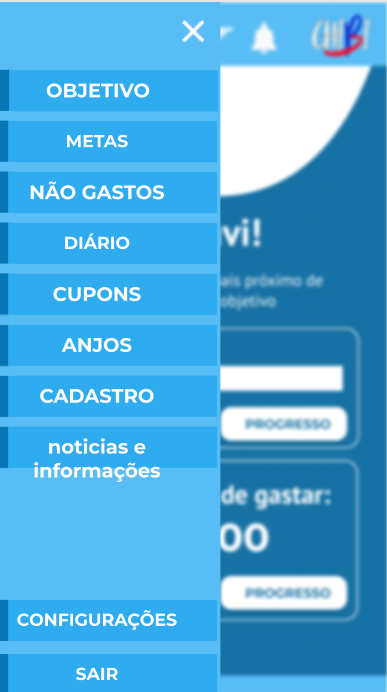 OBJETIVO
METAS
NÃO GASTOS
DIÁRIO
CUPONS
ANJOS
CADASTRO
noticias e
informações
CONFIGURAÇÕES
SAIR
vi!
ais próximo de
objetivo
PROGRESSO
de gastar:
00
PROGRESSO